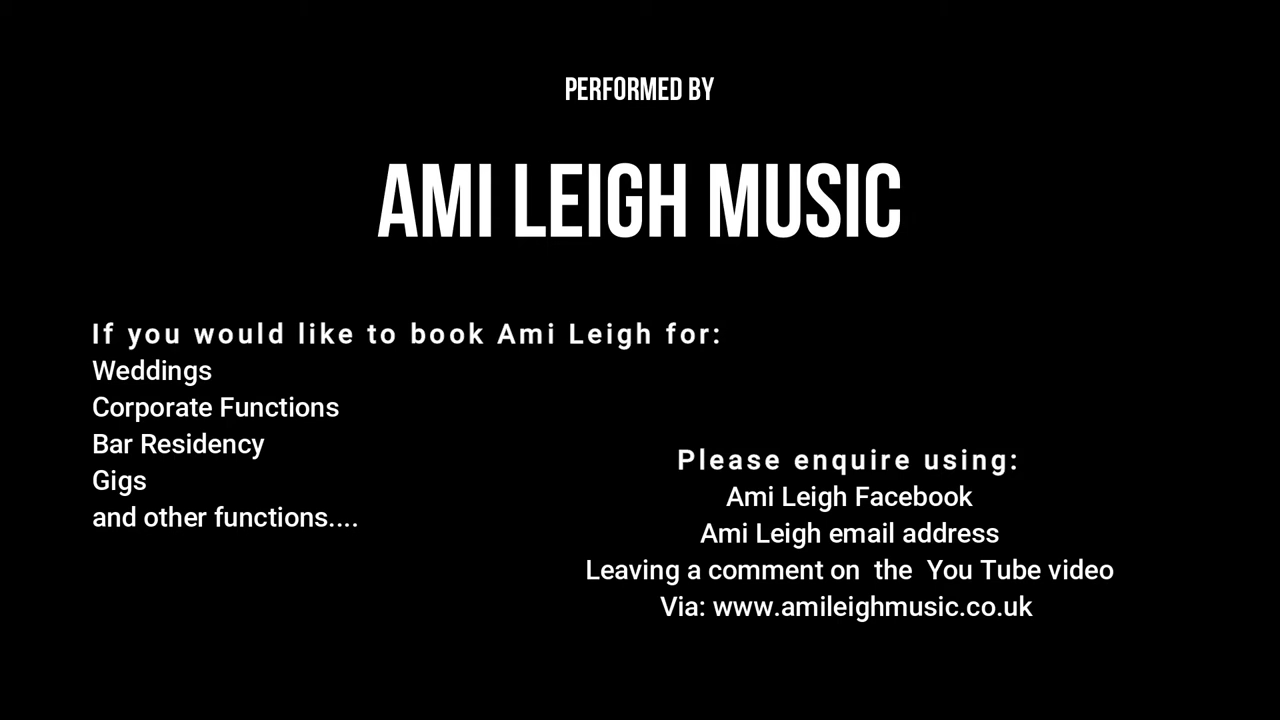 PERFORMED BY
AMI LEIGH MUSIC
If you would like to book Ami Leigh for:
Weddings
Corporate Functions
Bar Residency
Gigs
and other functions....
Please enquire using:
Ami Leigh Facebook
Ami Leigh email address
Leaving a comment on  the  You Tube video
Via: www.amileighmusic.co.uk